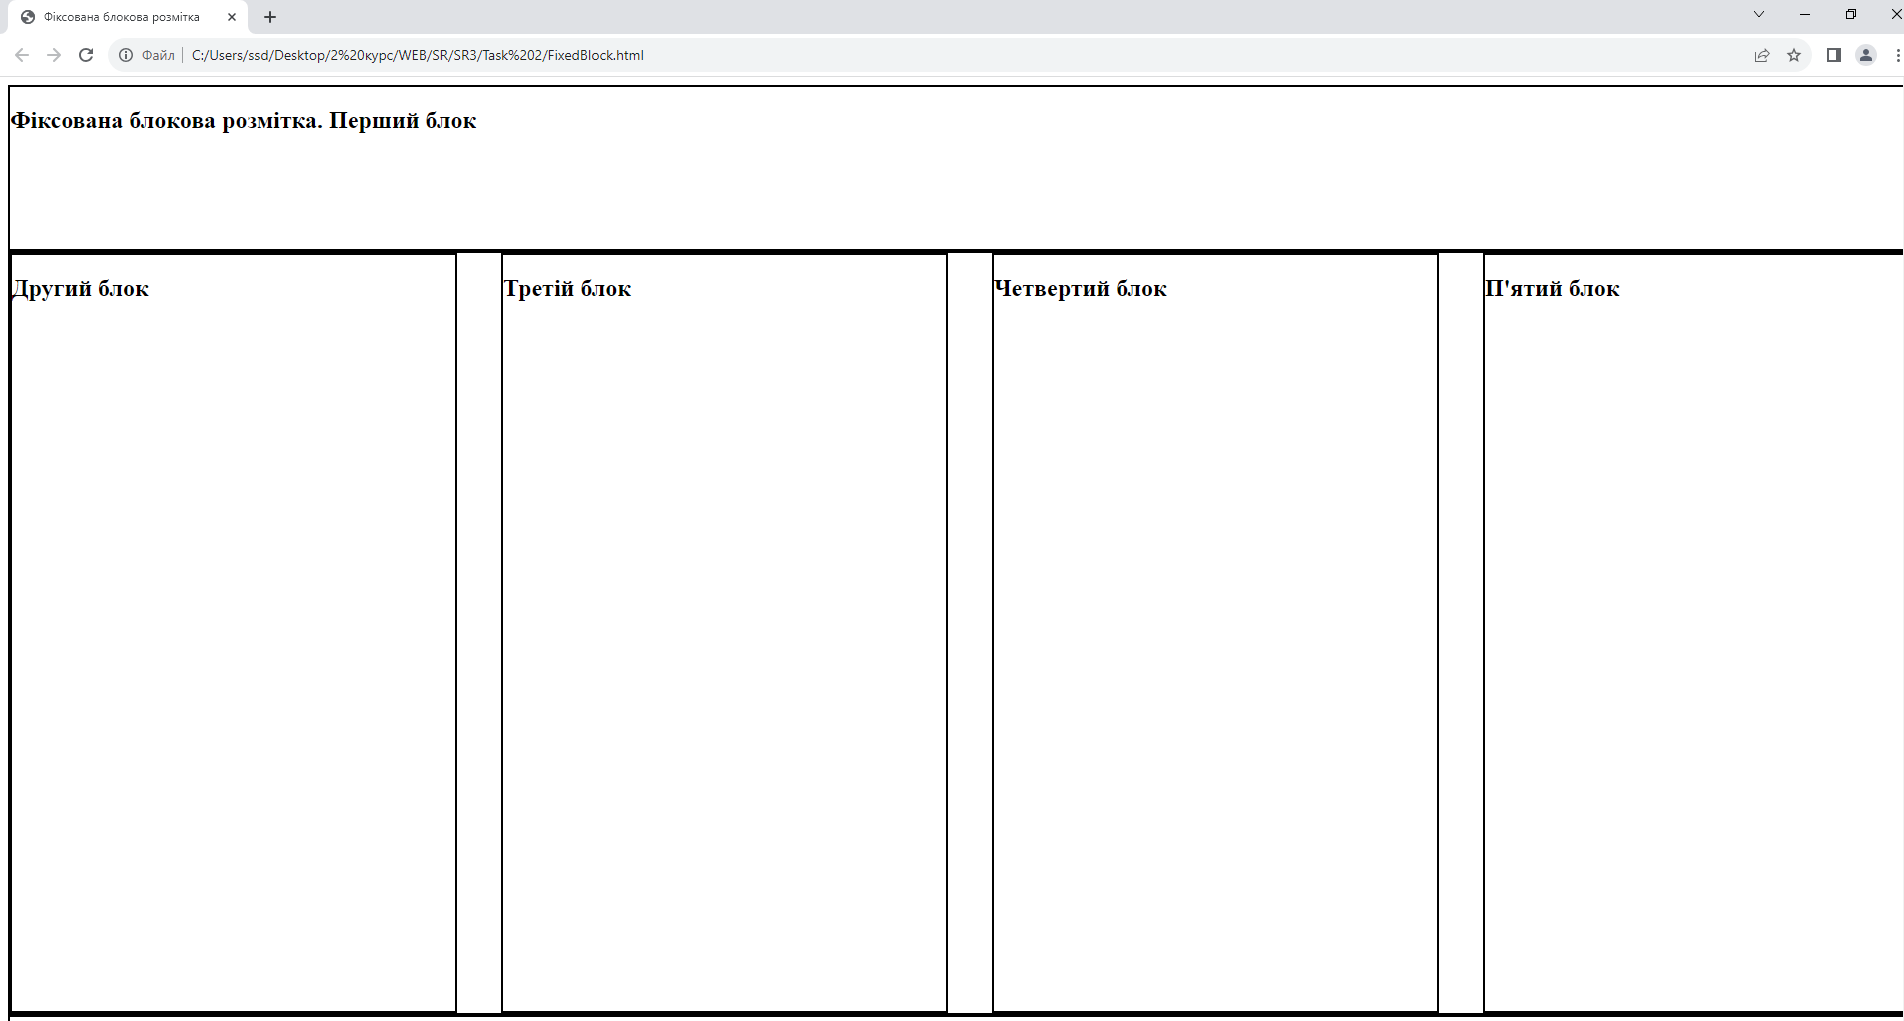 Фіксована блокова розмітка
Файл C:/Users/ssd/Desktop/2%20курс/WEB/SR/SR3/Task%202/FixedBlock.html
Фіксована блокова розмітка. Перший блок
Другий блок Третій блок Четвертий блок П'ятий блок